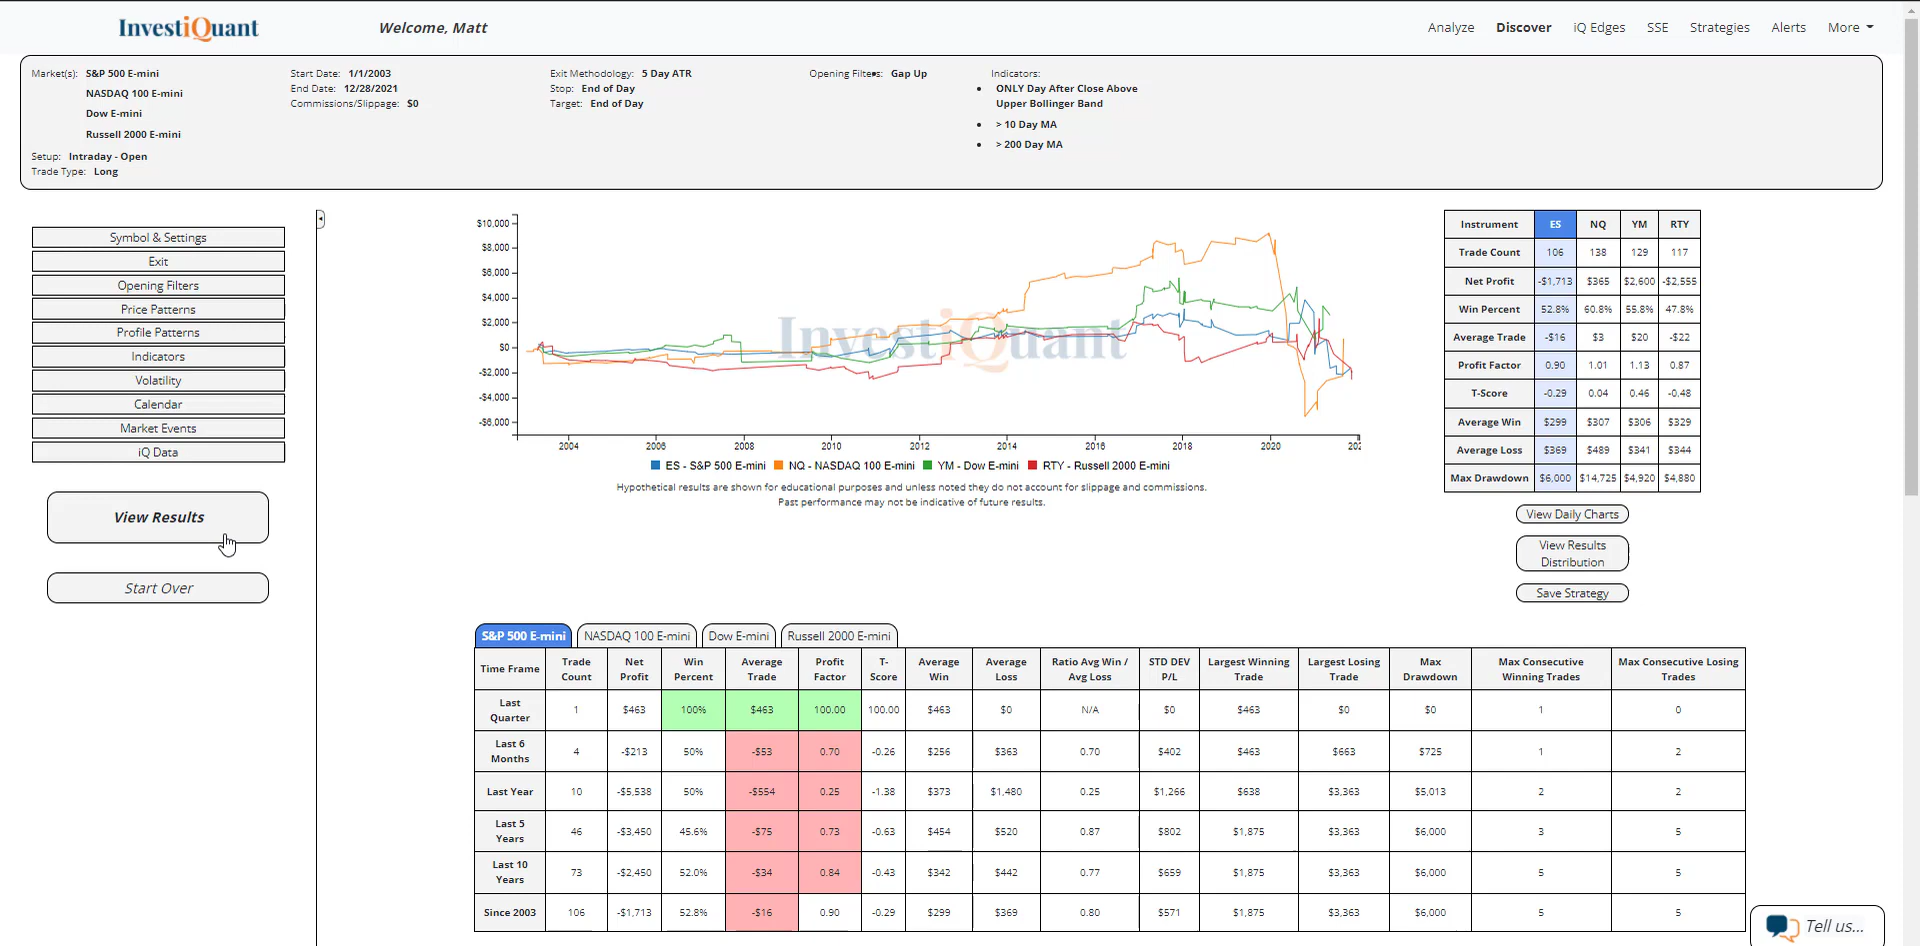 InvestiQuant
Welcome, Matt
Analyze Discover iQ Edges SSE Strategies Alerts More
Market(s): S&P 500 E-mini
NASDAQ 100 E-mini
Dow E-mini
Russell 2000 E-mini
Setup: Intraday - Open
Trade Type: Long
Start Date: 1/1/2003
End Date: 12/28/2021
Commissions/Slippage: $0
Exit Methodology: 5 Day ATR
Stop: End of Day
Target: End of Day
Opening Filters: Gap Up
Indicators:
• ONLY Day After Close Above
Upper Bollinger Band
• > 10 Day MA
• > 200 Day MA
Symbol & Settings
Exit
Opening Filters
Price Patterns
Profile Patterns
Indicators
Volatility
Calendar
Market Events
iQ Data
View Results
Start Over
$10,000
$8,000
$6,000
$4,000
$2,000
$0
-$2,000
-$4,000
-$6,000
InvestiQuant
2004 2006 2008 2010 2012 2014 2016 2018 2020 202
ES - S&P 500 E-mini NQ - NASDAQ 100 E-mini YM - Dow E-mini RTY - Russell 2000 E-mini
Hypothetical results are shown for educational purposes and unless noted they do not account for slippage and commissions.
Past performance may not be indicative of future results.
Instrument ES NQ YM RTY
Trade Count 106 138 129 117
Net Profit -$1,713 $365 $2,600 -$2,555
Win Percent 52.8% 60.8% 55.8% 47.8%
Average Trade -$16 $3 $20 -$22
Profit Factor 0.90 1.01 1.13 0.87
T-Score -0.29 0.04 0.46 -0.48
Average Win $299 $307 $306 $329
Average Loss $369 $489 $341 $344
Max Drawdown $6,000 $14,725 $4,920 $4,880
View Daily Charts
View Results
Distribution
Save Strategy
S&P 500 E-mini NASDAQ 100 E-mini Dow E-mini Russell 2000 E-mini
Time Frame Trade Count Net Profit Win Percent Average Trade Profit Factor T-Score Average Win Average Loss Ratio Avg Win / Avg Loss STD DEV P/L Largest Winning Trade Largest Losing Trade Max Drawdown Max Consecutive Winning Trades Max Consecutive Losing Trades
Last Quarter 1 $463 100% $463 100.00 100.00 $463 $0 N/A $0 $463 $0 $0 1 0
Last 6 Months 4 -$213 50% -$53 0.70 -0.26 $256 $363 0.70 $402 $463 $663 $725 1 2
Last Year 10 -$5,538 50% -$554 0.25 -1.38 $373 $1,480 0.25 $1,266 $638 $3,363 $5,013 2 2
Last 5 Years 46 -$3,450 45.6% -$75 0.73 -0.63 $454 $520 0.87 $802 $1,875 $3,363 $6,000 3 5
Last 10 Years 73 -$2,450 52.0% -$34 0.84 -0.43 $342 $442 0.77 $659 $1,875 $3,363 $6,000 5 5
Since 2003 106 -$1,713 52.8% -$16 0.90 -0.29 $299 $369 0.80 $571 $1,875 $3,363 $6,000 5 5
Tell us...